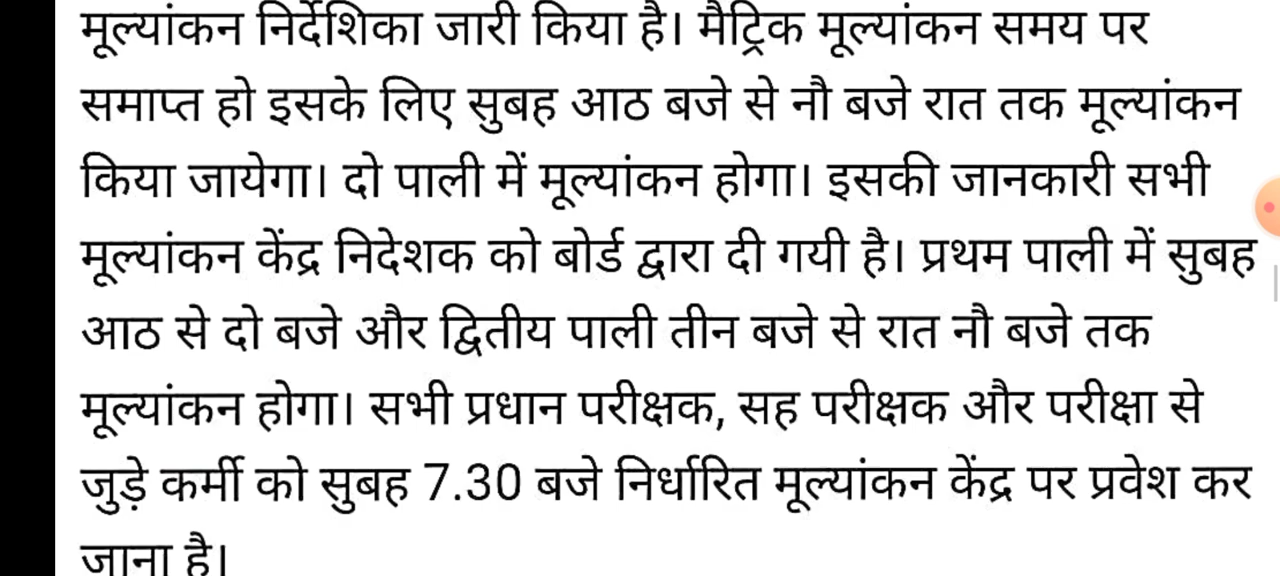 मूल्यांकन निर्देशिका जारी किया है। मैट्रिक मूल्यांकन समय पर
समाप्त हो इसके लिए सुबह आठ बजे से नौ बजे रात तक मूल्यांकन
किया जायेगा। दो पाली में मूल्यांकन होगा। इसकी जानकारी सभी
मूल्यांकन केंद्र निदेशक को बोर्ड द्वारा दी गयी है। प्रथम पाली में सुबह
आठ से दो बजे और द्वितीय पाली तीन बजे से रात नौ बजे तक
मूल्यांकन होगा। सभी प्रधान परीक्षक, सह परीक्षक और परीक्षा से
जुड़े कर्मी को सुबह 7.30 बजे निर्धारित मूल्यांकन केंद्र पर प्रवेश कर
जाना है।